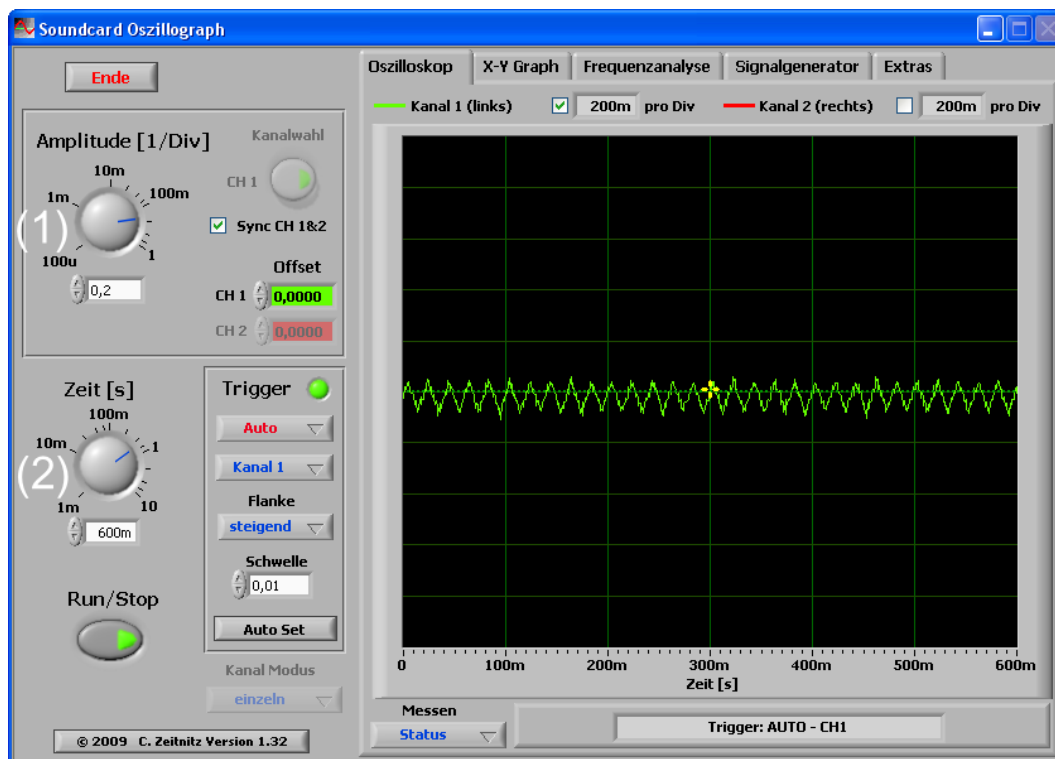 Soundcard Oszillograph
Ende
Amplitude [1/Div]
Kanalwahl
10m
1m
100m
CH 1
(1)
Sync CH 1&2
100u
1
Offset
0,2
CH 1
0,0000
CH 2
0,0000
Zeit [s]
100m
10m
1
(2)
1m
10
600m
Run/Stop
Trigger
Auto
Kanal 1
Flanke
steigend
Schwelle
0,01
Auto Set
Kanal Modus
einzeln
© 2009 C. Zeitnitz Version 1.32
Oszilloskop X-Y Graph Frequenzanalyse Signalgenerator Extras
Kanal 1 (links) 200m pro Div Kanal 2 (rechts) 200m pro Div
0 100m 200m 300m 400m 500m 600m
Zeit [s]
Messen
Status
Trigger: AUTO - CH1